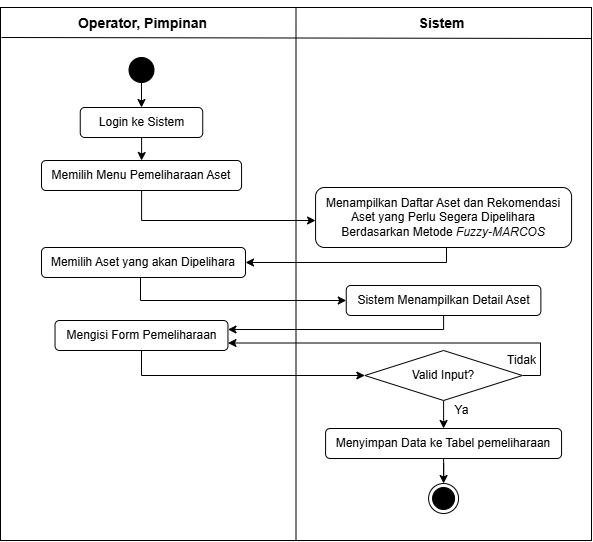 Operator, Pimpinan
Sistem
Login ke Sistem
Memilih Menu Pemeliharaan Aset
Menampilkan Daftar Aset dan Rekomendasi
Aset yang Perlu Segera Dipelihara
Berdasarkan Metode Fuzzy-MARCOS
Memilih Aset yang akan Dipelihara
Sistem Menampilkan Detail Aset
Mengisi Form Pemeliharaan
Tidak
Valid Input?
Ya
Menyimpan Data ke Tabel pemeliharaan